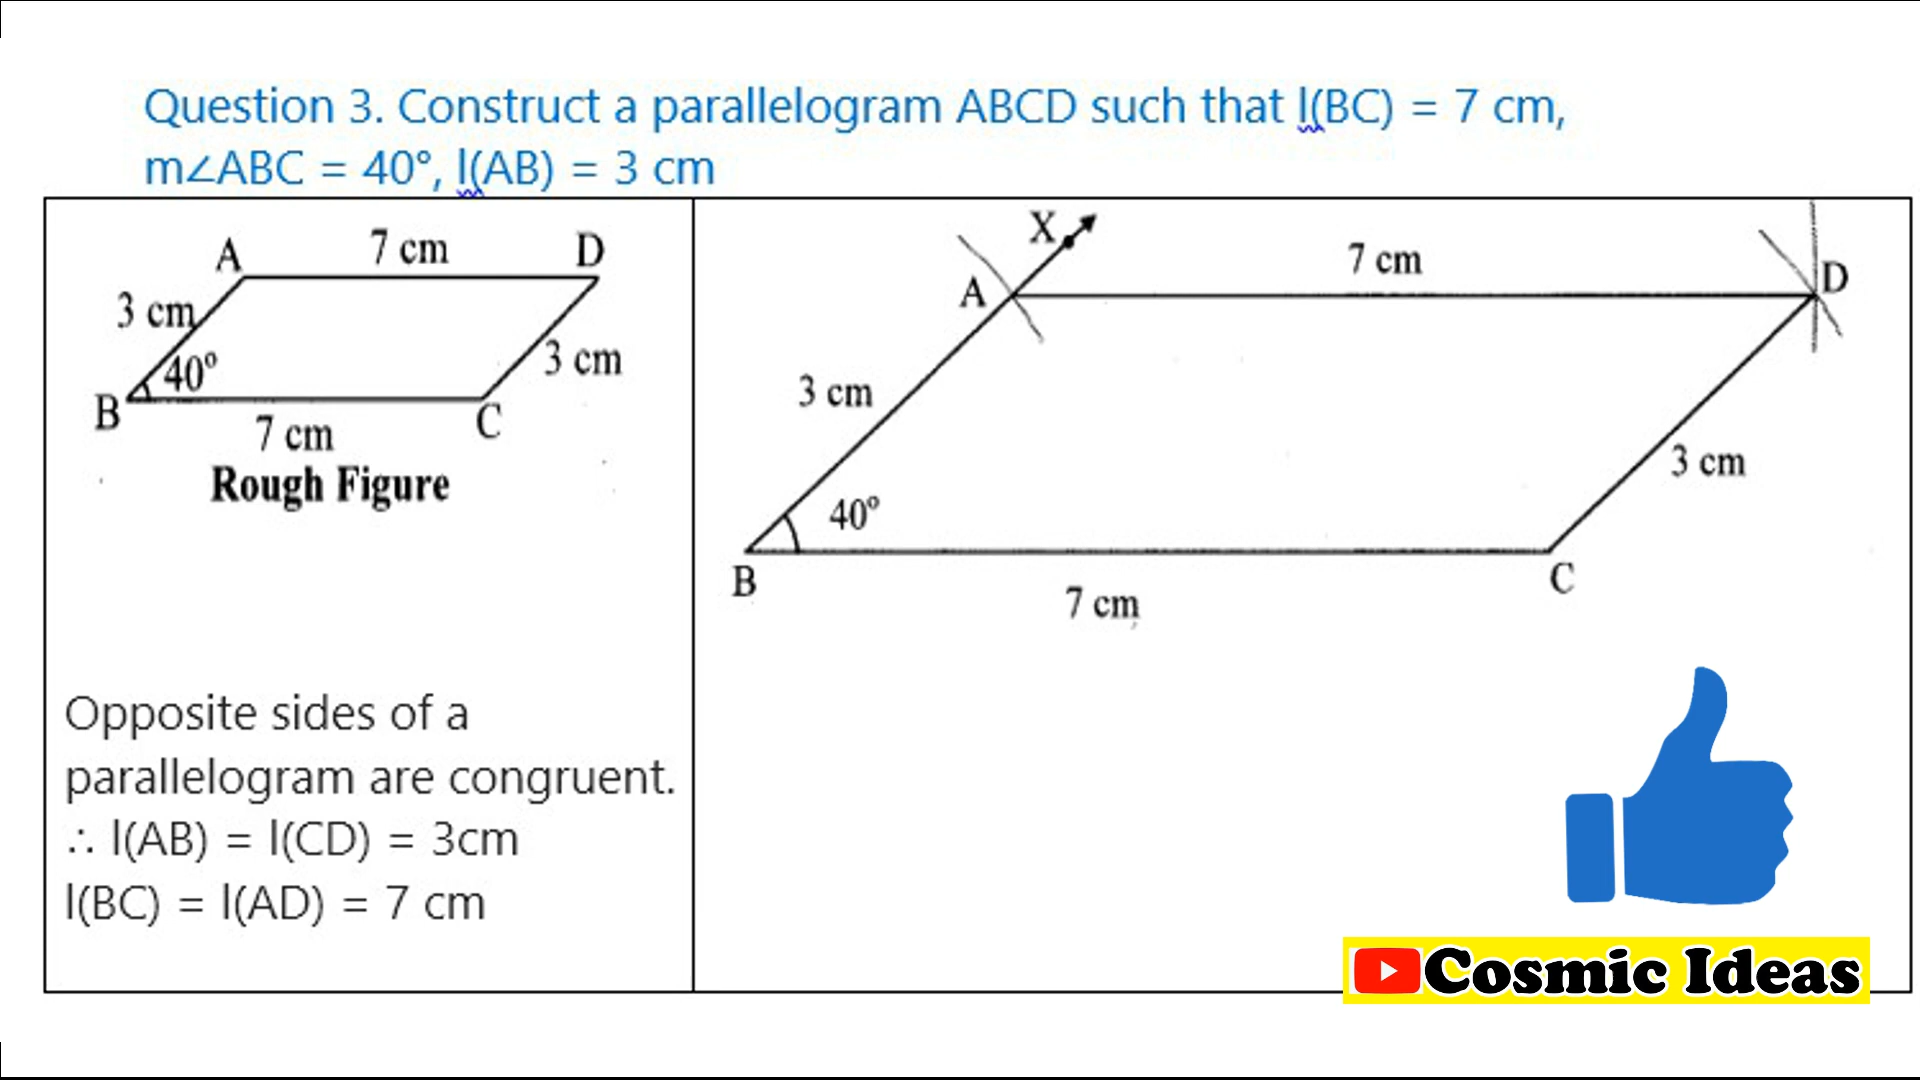 Question 3. Construct a parallelogram ABCD such that l(BC) = 7 cm,
m∠ABC = 40°, l(AB) = 3 cm
A
7 cm
D
3 cm
40°
3 cm
B
7 cm
C
Rough Figure
Opposite sides of a
parallelogram are congruent.
∴ l(AB) = l(CD) = 3cm
l(BC) = l(AD) = 7 cm
X
7 cm
A
D
3 cm
3 cm
40°
B
C
7 cm
Cosmic Ideas